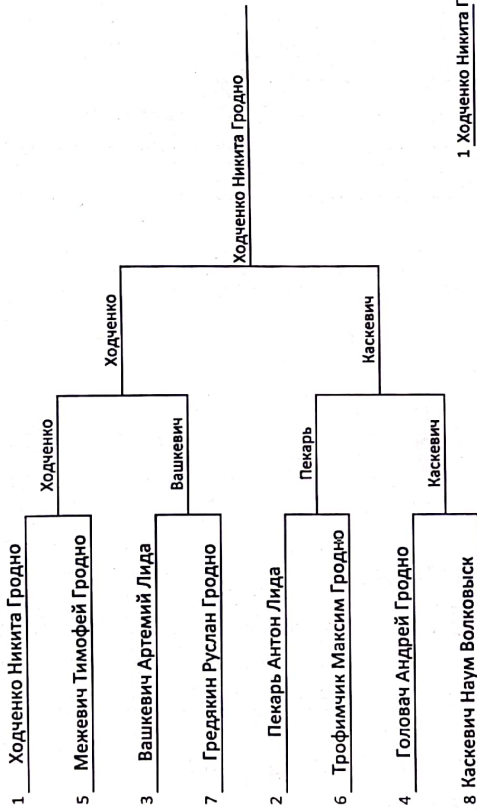 1 Ходченко Никита Гродно
5 Межевич Тимофей Гродно
3 Вашкевич Артемий Лида
7 Гредякин Руслан Гродно
2 Пекарь Антон Лида
6 Трофимчик Максим Гродно
4 Головач Андрей Гродно
8 Каскевич Наум Волковыск
Ходченко
Вашкевич
Пекарь
Каскевич
Ходченко
Каскевич
Ходченко Никита Гродно
1 Ходченко Никита Г